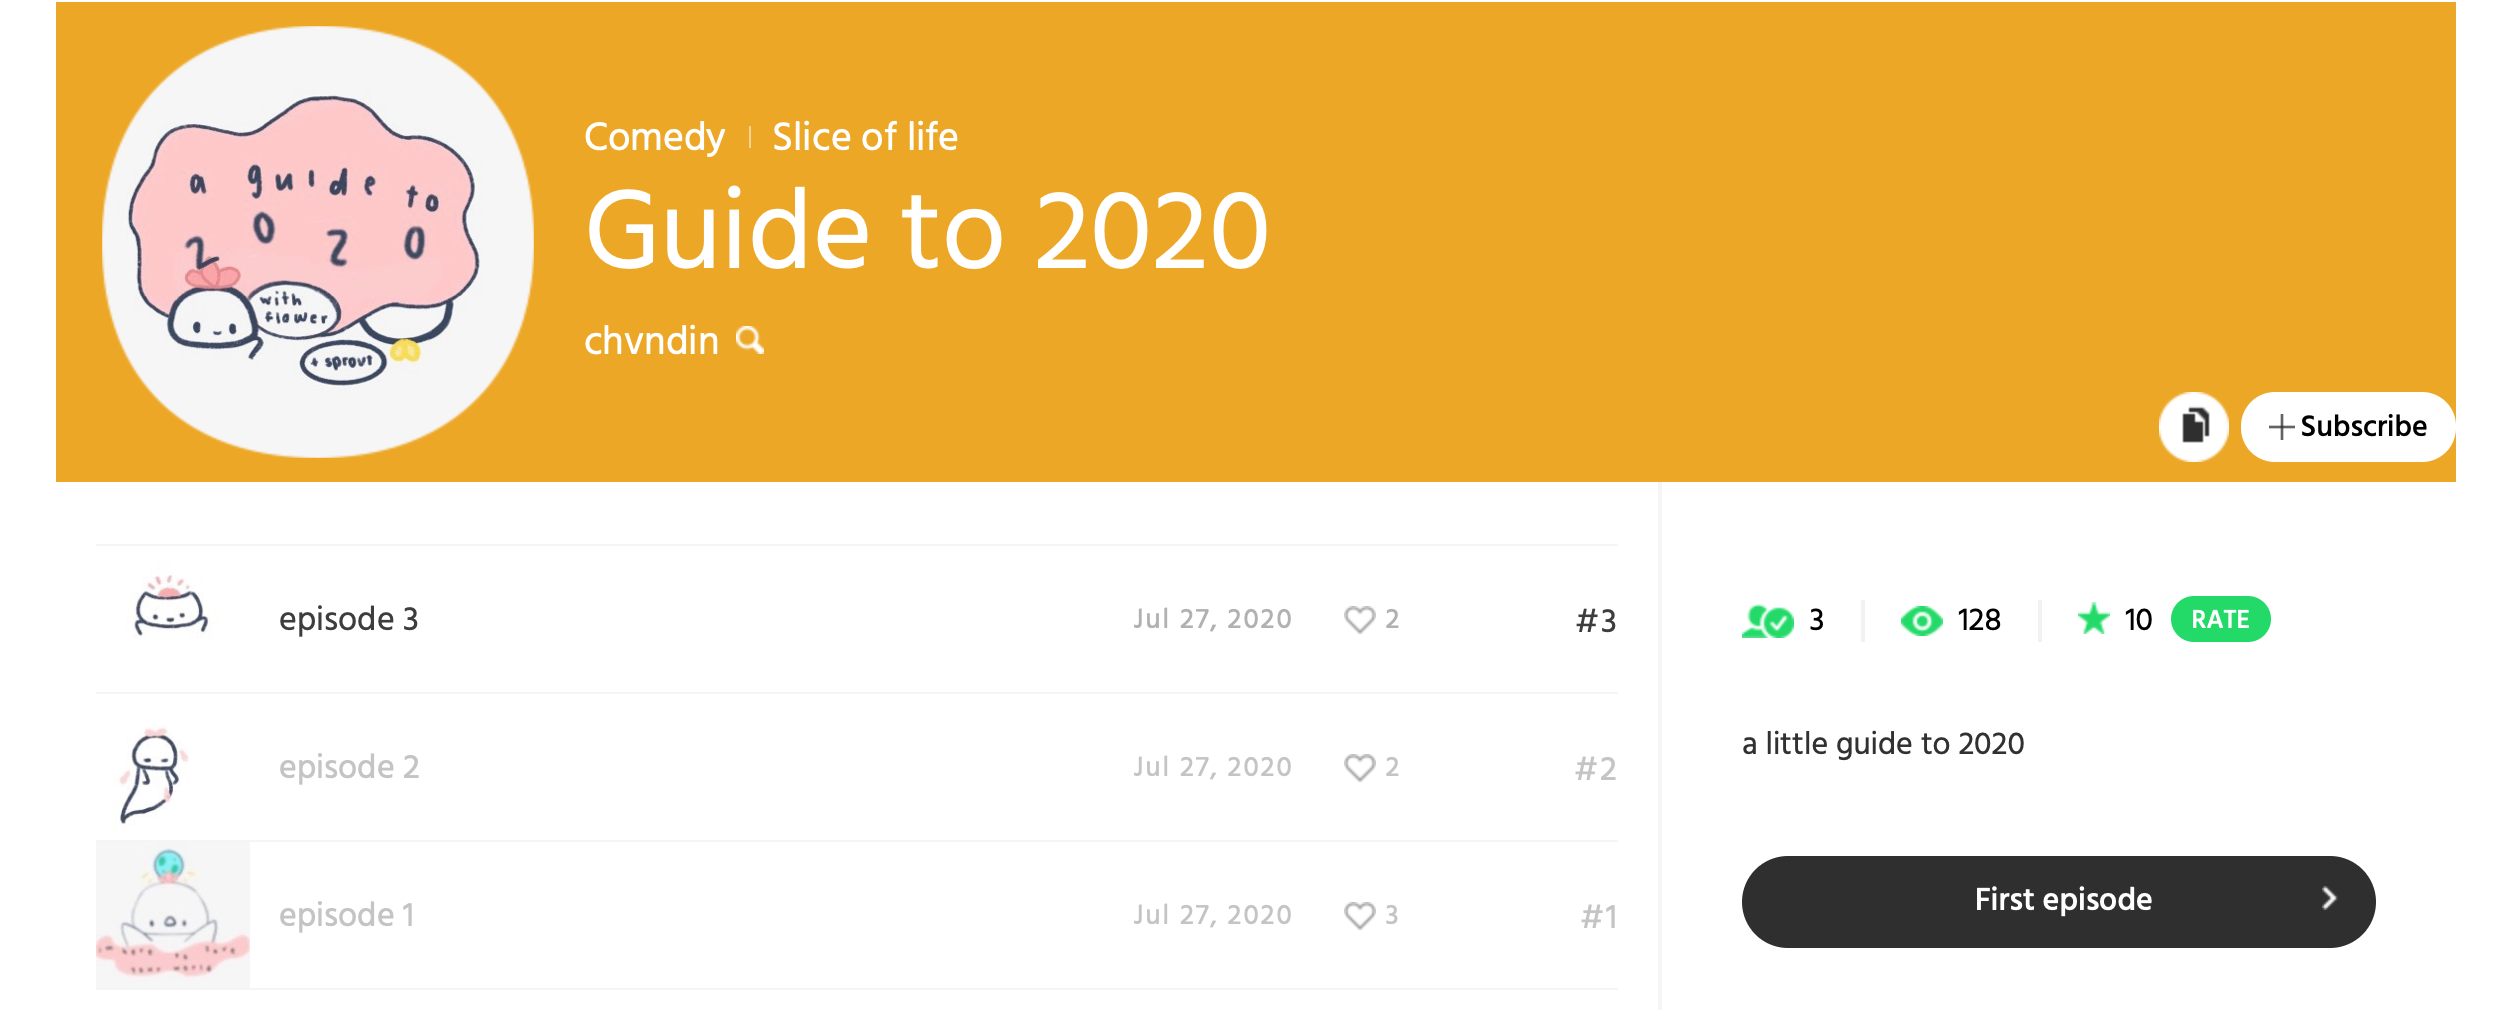 a guide to
2020
with
flower
+ sprout
Comedy | Slice of life
Guide to 2020
chvndin
Subscribe
episode 3 Jul 27, 2020 2 #3
episode 2 Jul 27, 2020 2 #2
episode 1 Jul 27, 2020 3 #1
3 128 10 RATE
a little guide to 2020
First episode